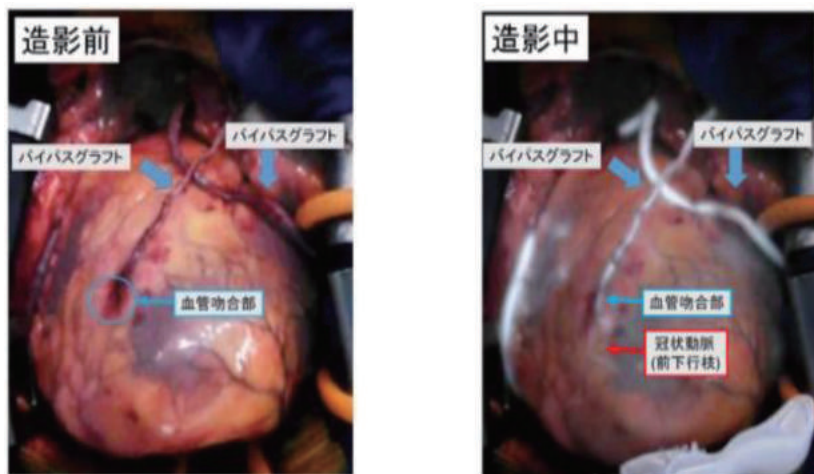 造影前
バイパスグラフト
バイパスグラフト
血管吻合部
造影中
バイパスグラフト
バイパスグラフト
血管吻合部
冠状動脈
(前下行枝)